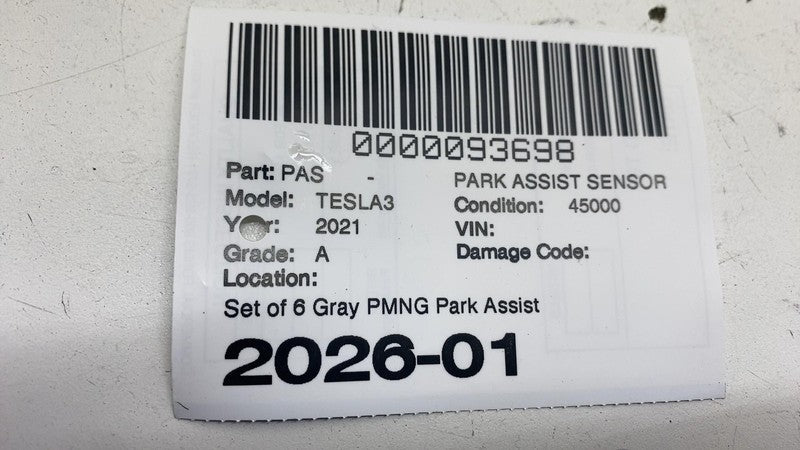 0000093698
Part: PAS - PARK ASSIST SENSOR
Model: TESLA3 Condition: 45000
Year: 2021 VIN:
Grade: A Damage Code:
Location:
Set of 6 Gray PMNG Park Assist
2026-01